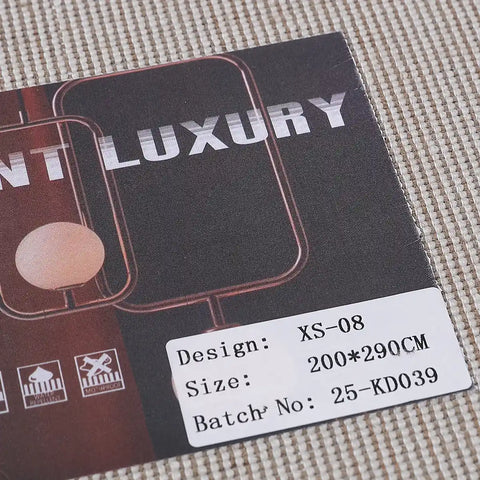 NT LUXURY
Design: XS-08
Size: 200*290CM
Batch No: 25-KD039